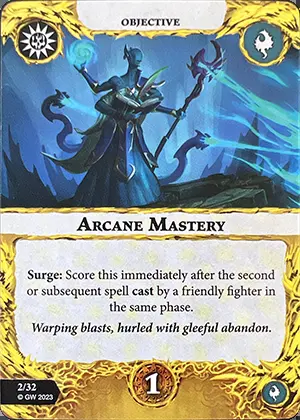 OBJECTIVE
ARCANE MASTERY
Surge: Score this immediately after the second
or subsequent spell cast by a friendly fighter in
the same phase.
Warping blasts, hurled with gleeful abandon.
2/32
© GW 2023
1